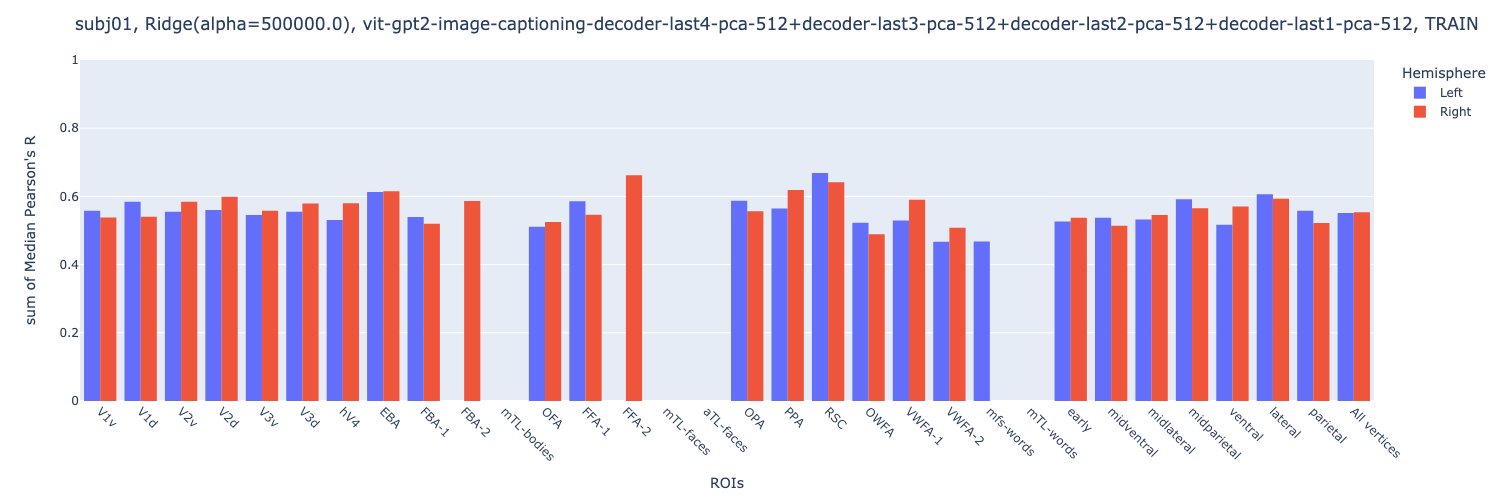 subj01, Ridge(alpha=500000.0), vit-gpt2-image-captioning-decoder-last4-pca-512+decoder-last3-pca-512+decoder-last2-pca-512+decoder-last1-pca-512, TRAIN
Hemisphere
Left
Right
sum of Median Pearson's R
1
0.8
0.6
0.4
0.2
0
V1v
V1d
V2v
V2d
V3v
V3d
hV4
EBA
FBA-1
FBA-2
mTL-bodies
OFA
FFA-1
FFA-2
mTL-faces
aTL-faces
OPA
PPA
RSC
OWFA
VWFA-1
VWFA-2
mfs-words
mTL-words
early
midventral
midlateral
midparietal
ventral
lateral
parietal
All vertices
ROIs